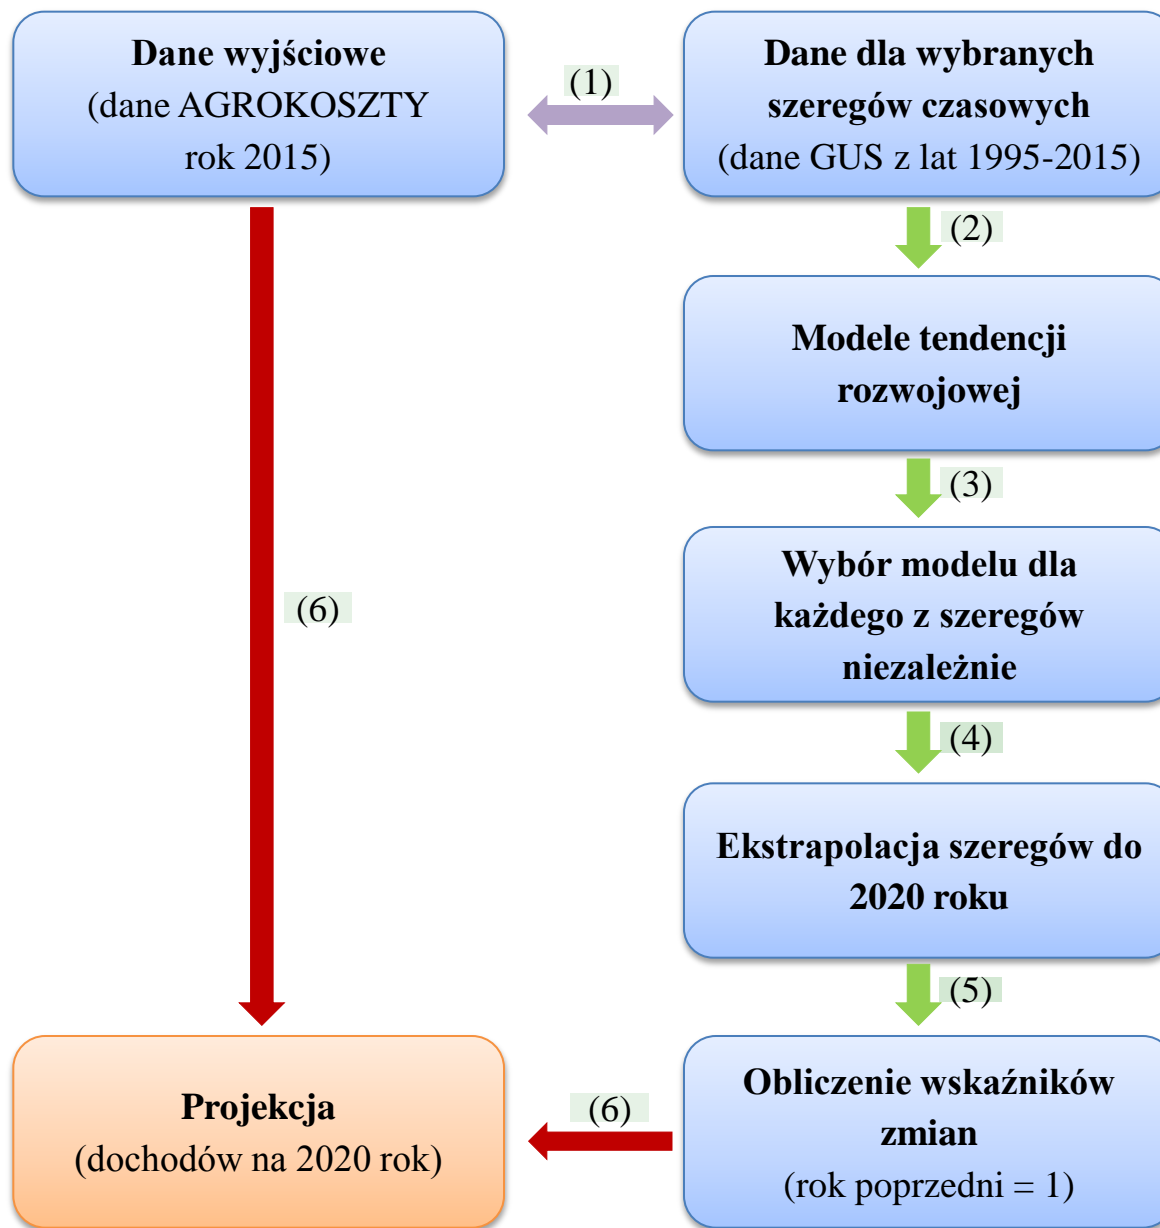 Dane wyjściowe
(dane AGROKOSZTY
rok 2015)
(1)
Dane dla wybranych
szeregów czasowych
(dane GUS z lat 1995-2015)
(2)
Modele tendencji
rozwojowej
(3)
Wybór modelu dla
każdego z szeregów
niezależnie
(6)
(4)
Ekstrapolacja szeregów do
2020 roku
(5)
Obliczenie wskaźników
zmian
(rok poprzedni = 1)
(6)
Projekcja
(dochodów na 2020 rok)